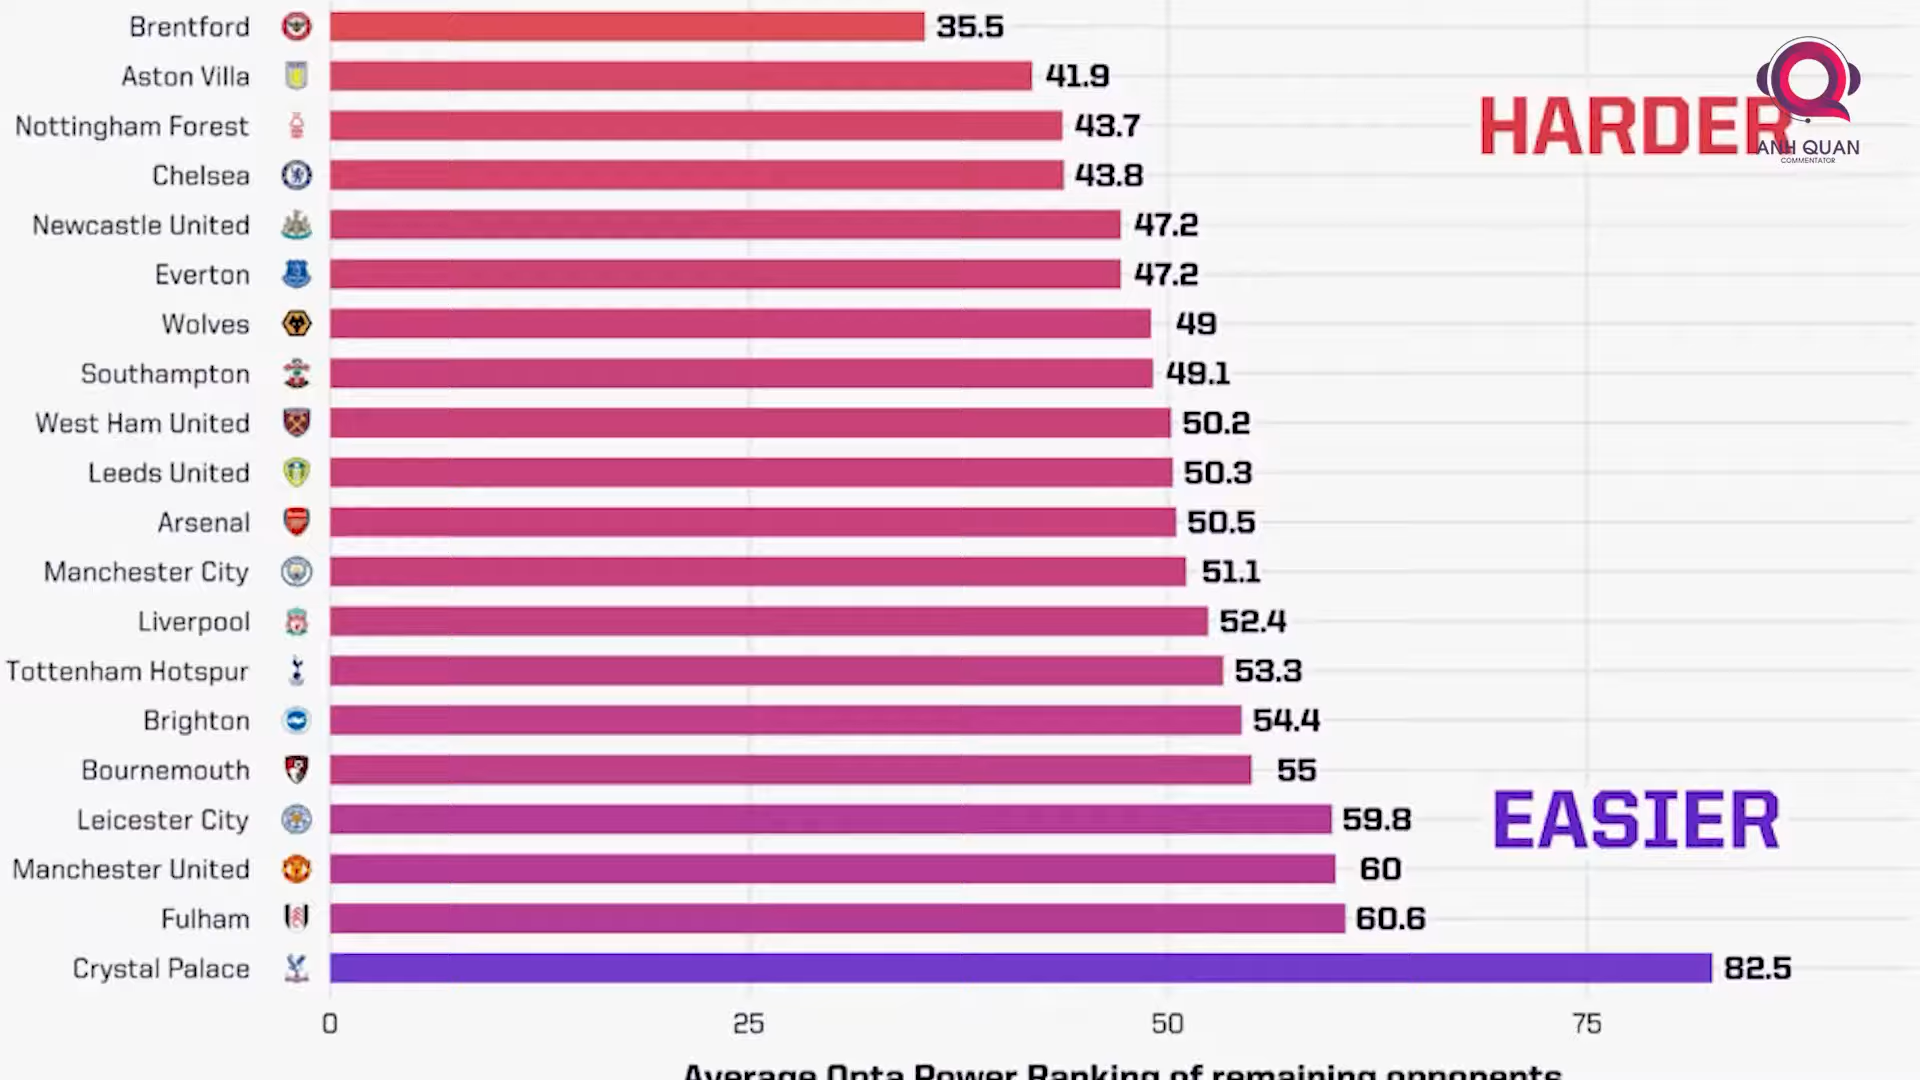 Brentford 35.5
Aston Villa 41.9
Nottingham Forest 43.7
HARDER
ANH QUAN
COMMENTATOR
Chelsea 43.8
Newcastle United 47.2
Everton 47.2
Wolves 49
Southampton 49.1
West Ham United 50.2
Leeds United 50.3
Arsenal 50.5
Manchester City 51.1
Liverpool 52.4
Tottenham Hotspur 53.3
Brighton 54.4
Bournemouth 55
Leicester City 59.8
EASIER
Manchester United 60
Fulham 60.6
Crystal Palace 82.5
0 25 50 75
Average Opta Power Ranking of remaining opponents